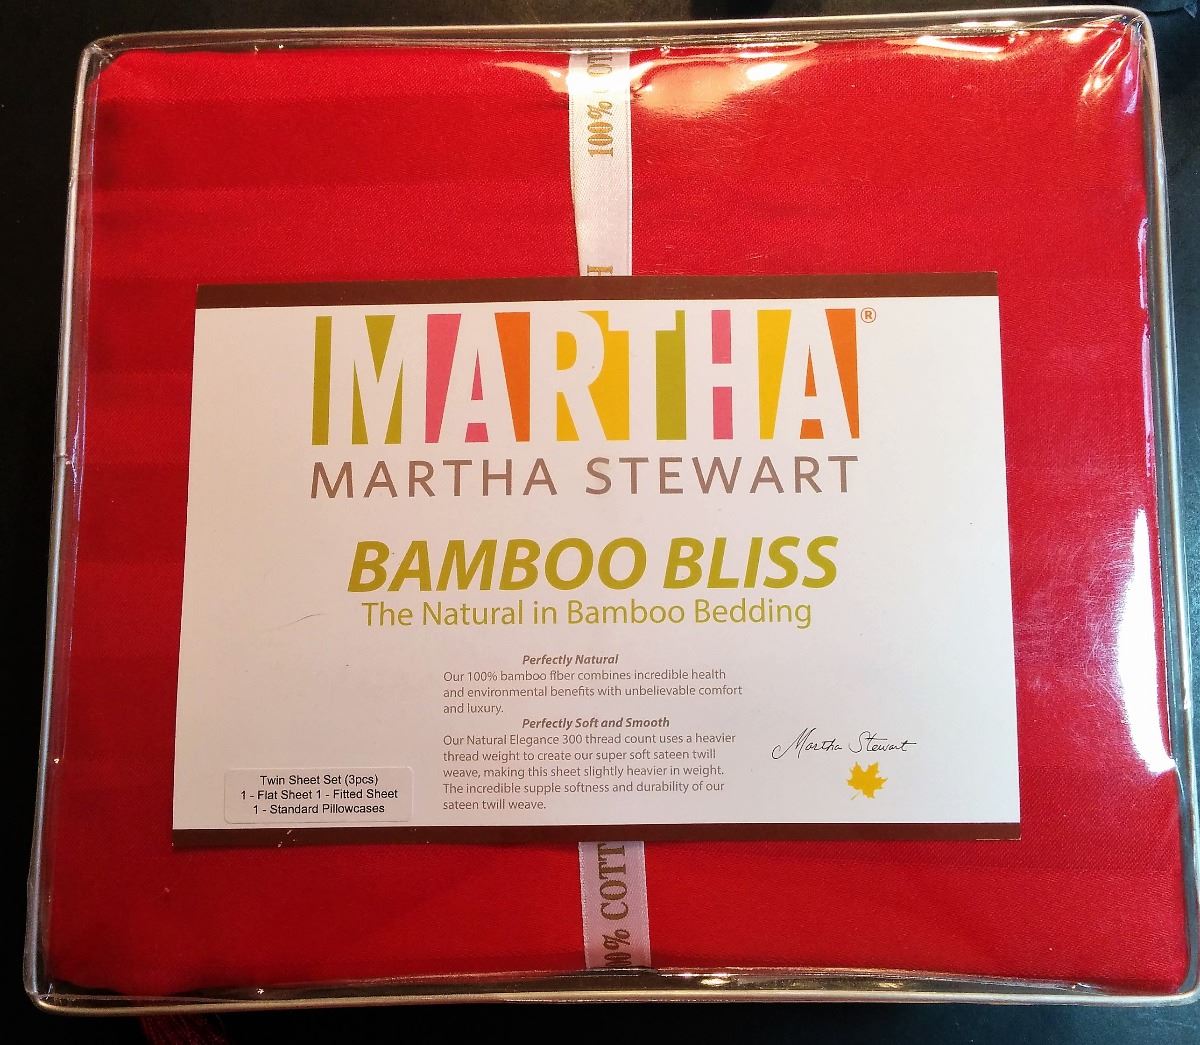 100% COT
H
MARTHA®
MARTHA STEWART
BAMBOO BLISS
The Natural in Bamboo Bedding
Perfectly Natural
Our 100% bamboo fiber combines incredible health
and environmental benefits with unbelievable comfort
and luxury.
Perfectly Soft and Smooth
Our Natural Elegance 300 thread count uses a heavier
thread weight to create our super soft sateen twill
weave, making this sheet slightly heavier in weight.
The incredible supple softness and durability of our
sateen twill weave.
Martha Stewart
Twin Sheet Set (3pcs)
1 - Flat Sheet 1 - Fitted Sheet
1 - Standard Pillowcases
00% COTT